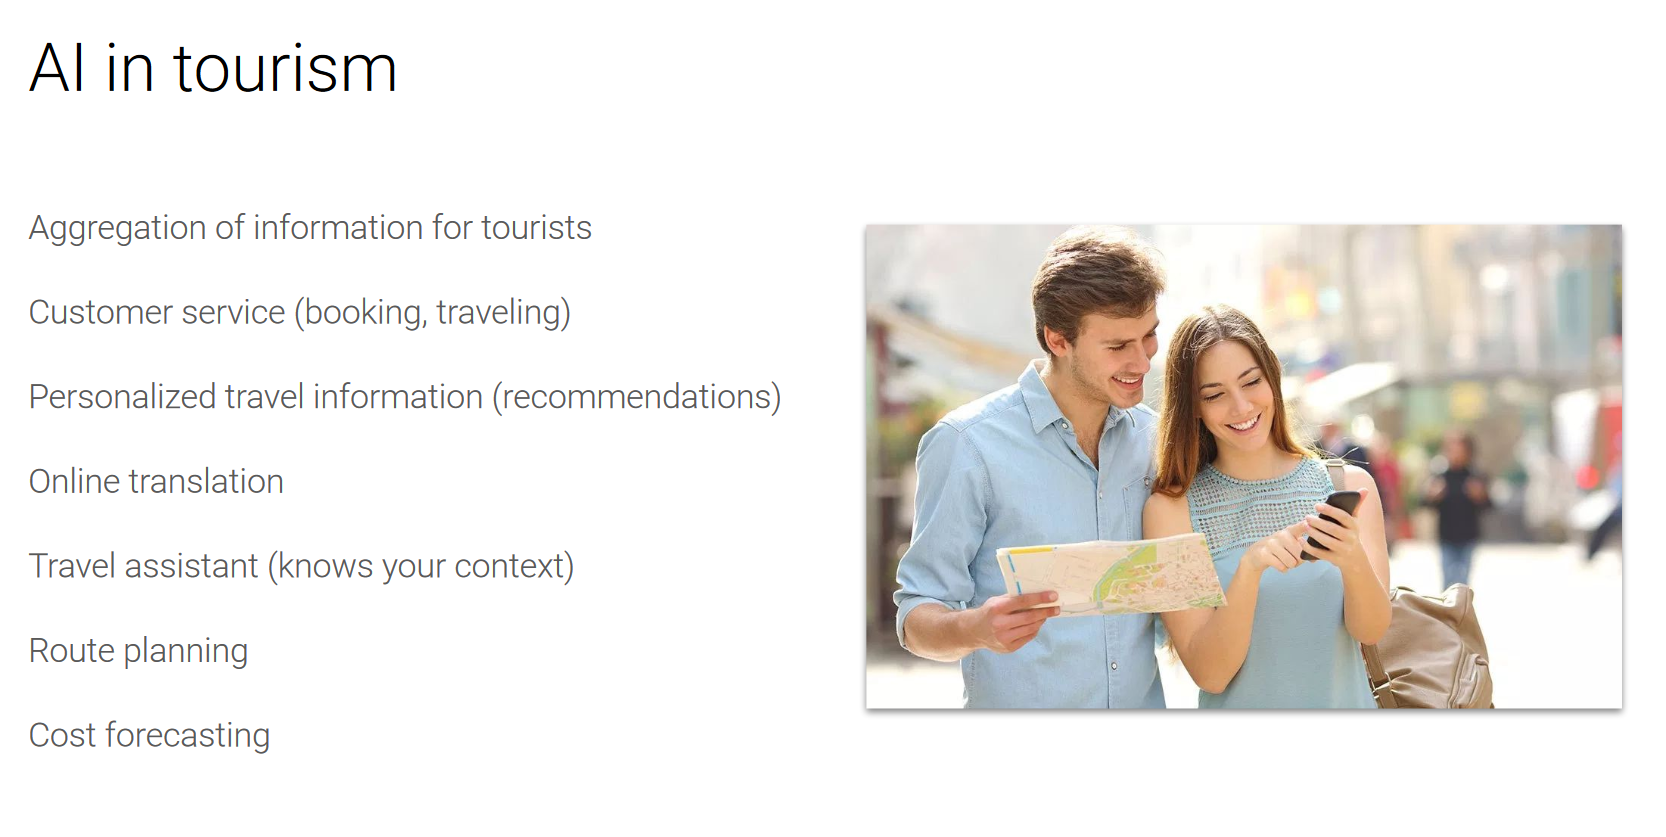 AI in tourism
Aggregation of information for tourists
Customer service (booking, traveling)
Personalized travel information (recommendations)
Online translation
Travel assistant (knows your context)
Route planning
Cost forecasting